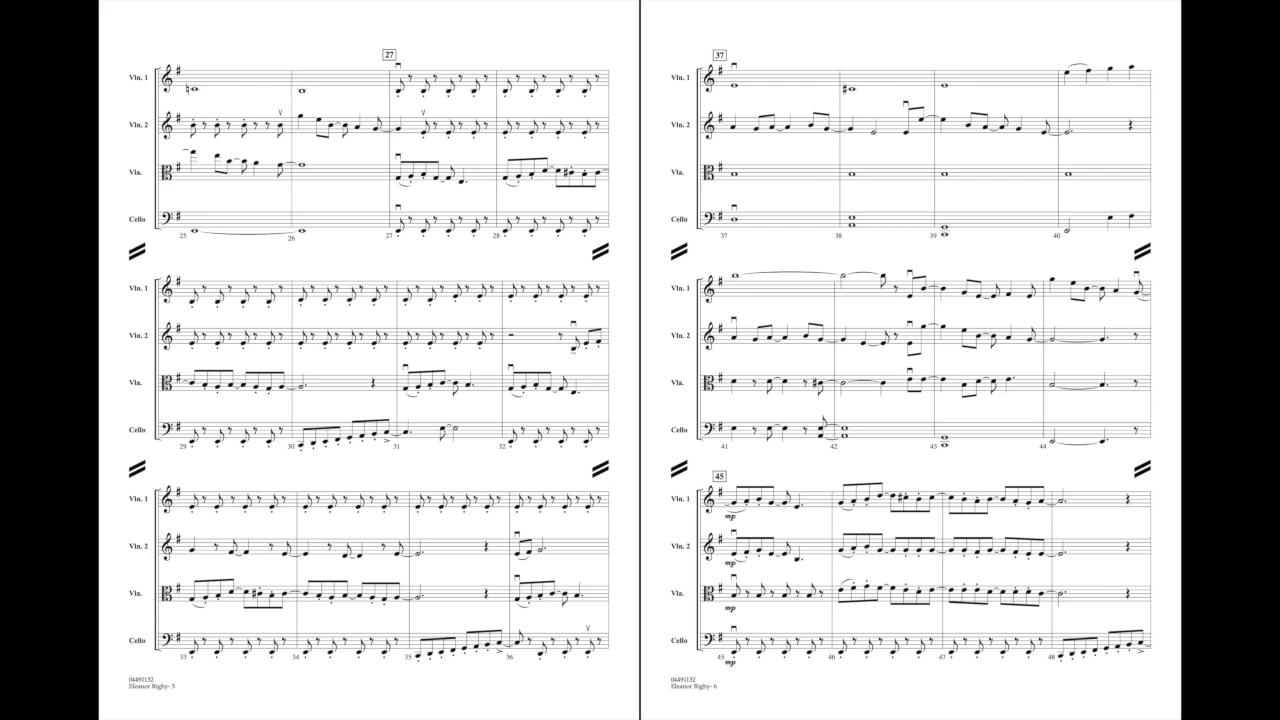 27
Vln. 1
Vln. 2
Vla.
Cello
25 26 27 28
Vln. 1
Vln. 2
Vla.
Cello
29 30 31 32
Vln. 1
Vln. 2
Vla.
Cello
33 34 35 36
04491132
Eleanor Rigby- 5
37
Vln. 1
Vln. 2
Vla.
Cello
37 38 39 40
Vln. 1
Vln. 2
Vla.
Cello
41 42 43 44
45
Vln. 1
mp
Vln. 2
mp
Vla.
mp
Cello
mp
45 46 47 48
04491132
Eleanor Rigby- 6